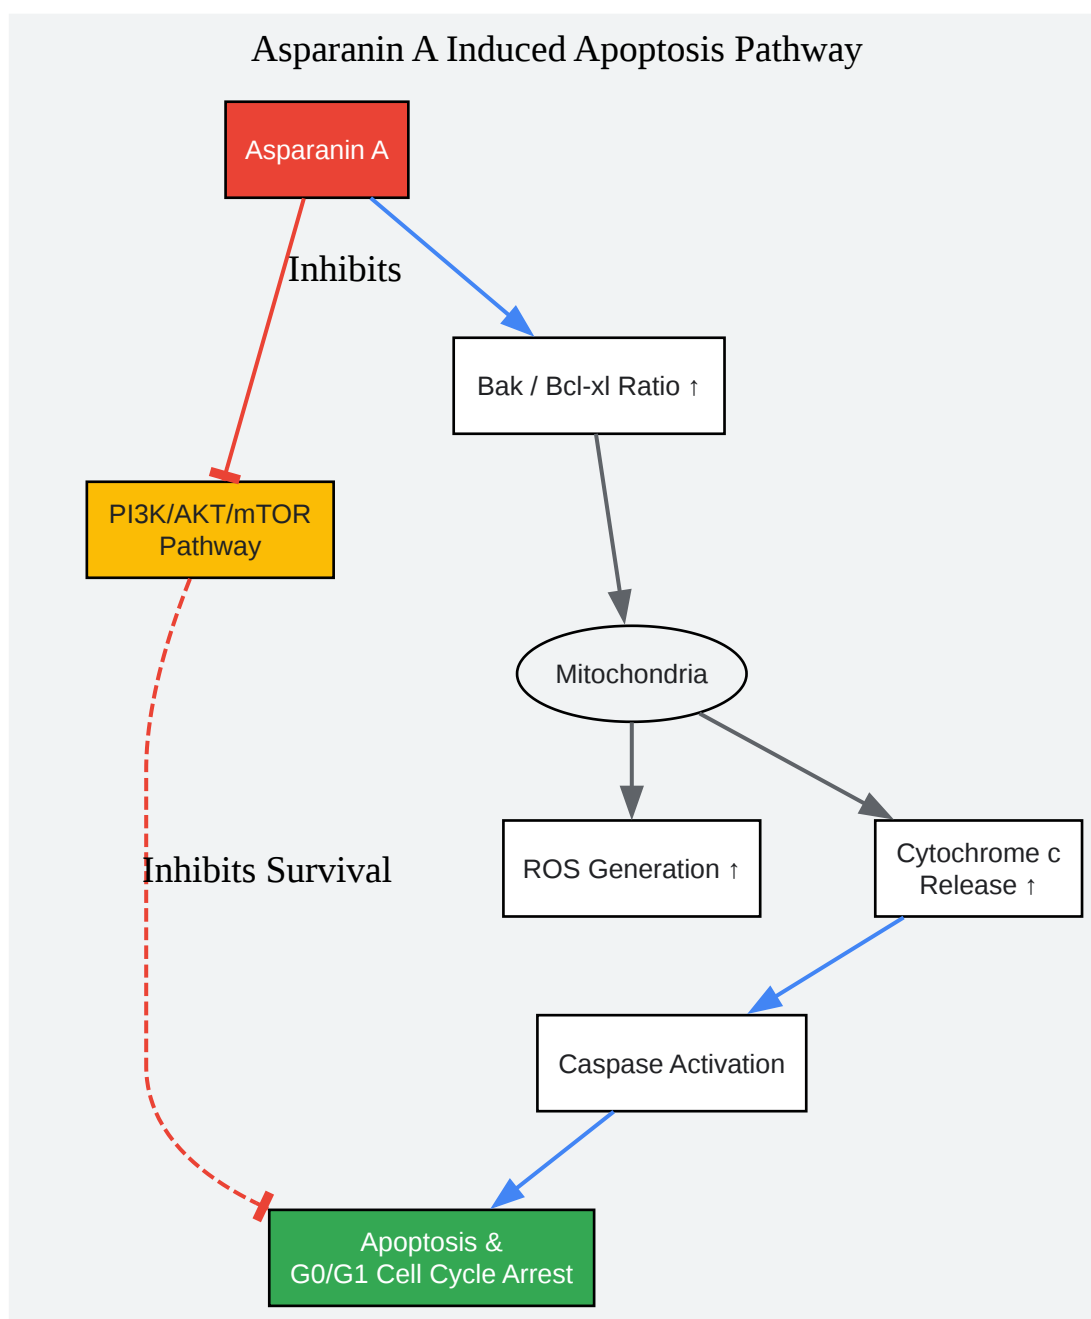 Asparanin A Induced Apoptosis Pathway
Asparanin A
Inhibits
Bak / Bcl-xl Ratio ↑
PI3K/AKT/mTOR
Pathway
Mitochondria
Inhibits Survival
ROS Generation ↑
Cytochrome c
Release ↑
Caspase Activation
Apoptosis &
G0/G1 Cell Cycle Arrest